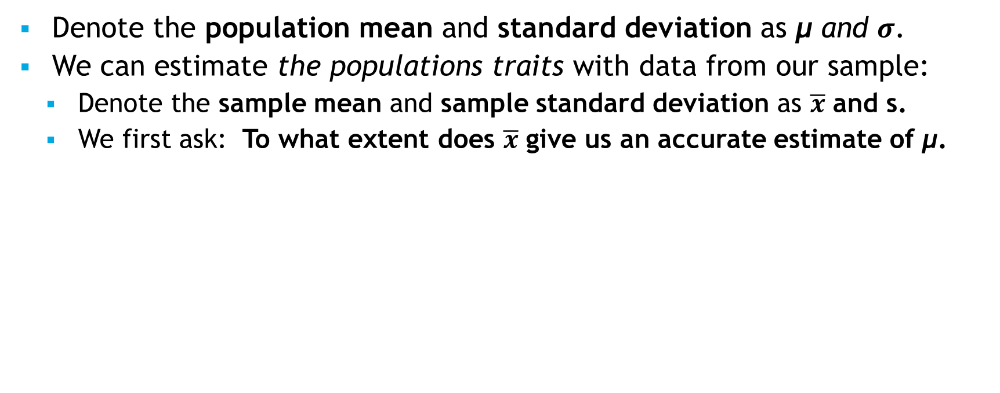 ▪ Denote the population mean and standard deviation as μ and σ.
▪ We can estimate the populations traits with data from our sample:
▪ Denote the sample mean and sample standard deviation as x̅ and s.
▪ We first ask: To what extent does x̅ give us an accurate estimate of μ.